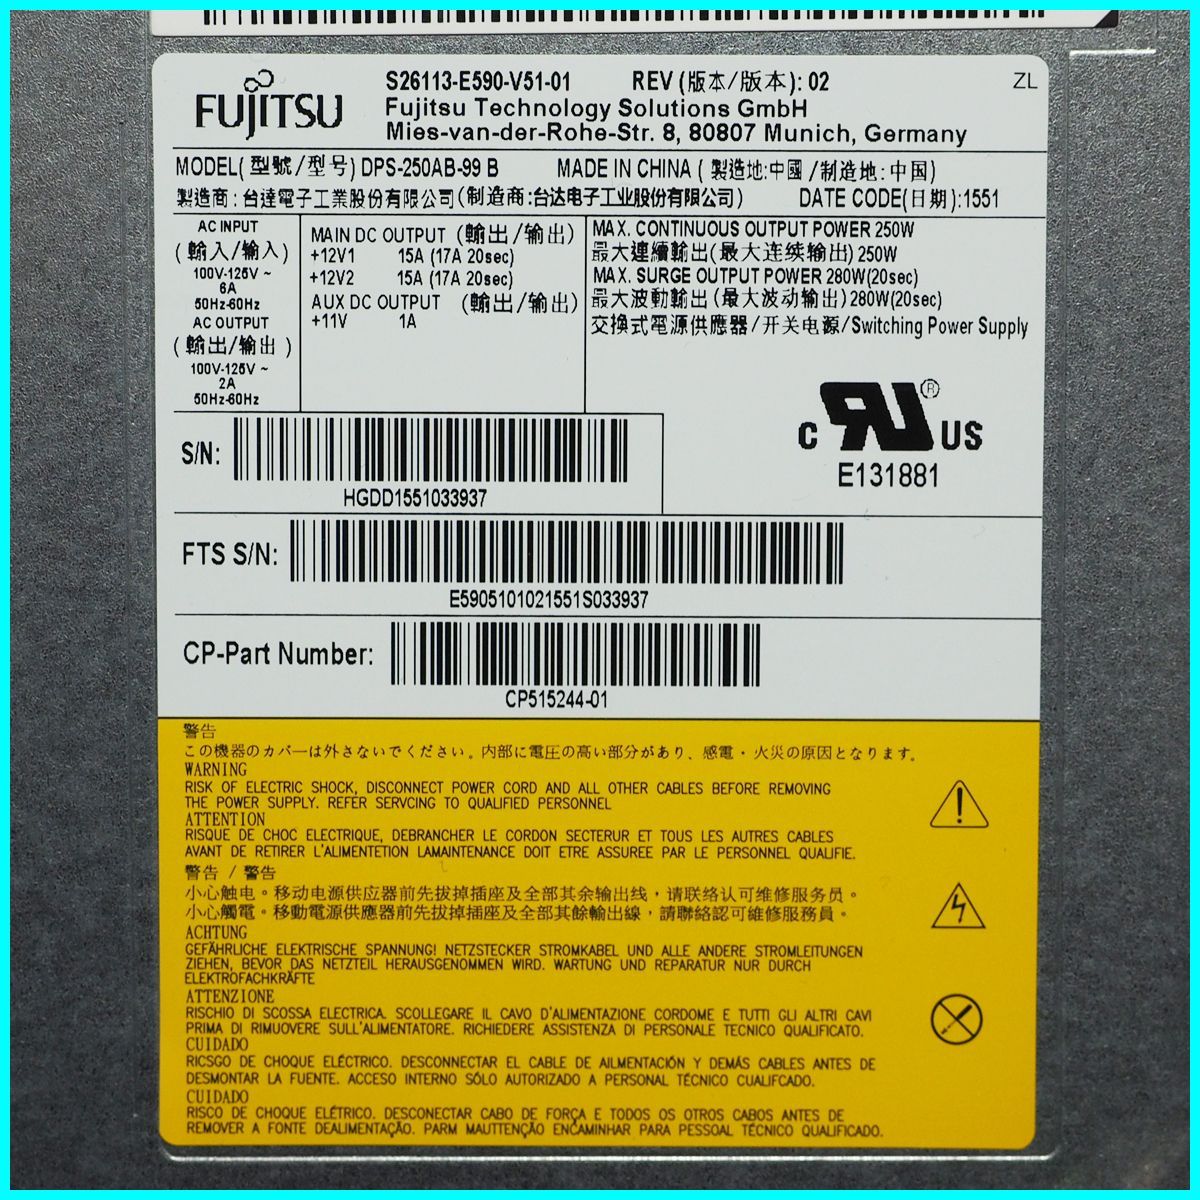 FUJITSU
S26113-E590-V51-01 REV (版本/版本): 02 ZL
Fujitsu Technology Solutions GmbH
Mies-van-der-Rohe-Str. 8, 80807 Munich, Germany
MODEL(型號/型号) DPS-250AB-99 B MADE IN CHINA (製造地:中國/制造地:中国)
製造商:台達電子工業股份有限公司(制造商:台达电子工业股份有限公司) DATE CODE(日期):1551
AC INPUT
(輸入/输入)
100V-125V ~
6A
50Hz-60Hz
AC OUTPUT
(輸出/输出)
100V-125V ~
2A
50Hz-60Hz
MAIN DC OUTPUT (輸出/输出)
+12V1 15A (17A 20sec)
+12V2 15A (17A 20sec)
AUX DC OUTPUT (輸出/输出)
+11V 1A
MAX. CONTINUOUS OUTPUT POWER 250W
最大連續輸出(最大连续输出) 250W
MAX. SURGE OUTPUT POWER 280W(20sec)
最大波動輸出(最大波动输出) 280W(20sec)
交換式電源供應器/开关电源/Switching Power Supply
c RU ® US
E131881
S/N:
HGDD1551033937
FTS S/N:
E5905101021551S033937
CP-Part Number:
CP515244-01
警告
この機器のカバーは外さないでください。内部に電圧の高い部分があり、感電・火災の原因となります。
WARNING
RISK OF ELECTRIC SHOCK, DISCONNECT POWER CORD AND ALL OTHER CABLES BEFORE REMOVING
THE POWER SUPPLY. REFER SERVCING TO QUALIFIED PERSONNEL
ATTENTION
RISQUE DE CHOC ELECTRIQUE, DEBRANCHER LE CORDON SECTERUR ET TOUS LES AUTRES CABLES
AVANT DE RETIRER L'ALIMENTETION LAMAINTENANCE DOIT ETRE ASSUREE PAR LE PERSONNEL QUALIFIE.
警告 / 警告
小心触电。移动电源供应器前先拔掉插座及全部其余输出线,请联络认可维修服务员。
小心觸電。移動電源供應器前先拔掉插座及全部其餘輸出線,請聯絡認可維修服務員。
ACHTUNG
GEFÄHRLICHE ELEKTRISCHE SPANNUNG! NETZSTECKER STROMKABEL UND ALLE ANDERE STROMLEITUNGEN
ZIEHEN, BEVOR DAS NETZTEIL HERAUSGENOMMEN WIRD. WARTUNG UND REPARATUR NUR DURCH
ELEKTROFACHKRÄFTE
ATTENZIONE
RISCHIO DI SCOSSA ELECTRICA. SCOLLEGARE IL CAVO D'ALIMENTAZIONE CORDOME E TUTTI GLI ALTRI CAVI
PRIMA DI RIMUOVERE SULL'ALIMENTATORE. RICHIEDERE ASSISTENZA DI PERSONALE TECNICO QUALIFICATO.
CUIDADO
RICSGO DE CHOQUE ELÉCTRICO. DESCONNECTAR EL CABLE DE AILMENTACIÓN Y DEMÁS CABLES ANTES DE
DESMONTAR LA FUENTE. ACCESO INTERNO SÓLO AUTORIZADO A PERSONAL TÉCNICO CUALIFCADO.
CUIDADO
RISCO DE CHOQUE ELÉTRICO. DESCONECTAR CABO DE FORÇA E TODOS OS OTROS CABOS ANTES DE
REMOVER A FONTE DEALIMENTAÇÃO. PARM MAUTTENÇÃO ENCAMINHAR PARA PESSOAL TÉCNICO QUALIFICADO.